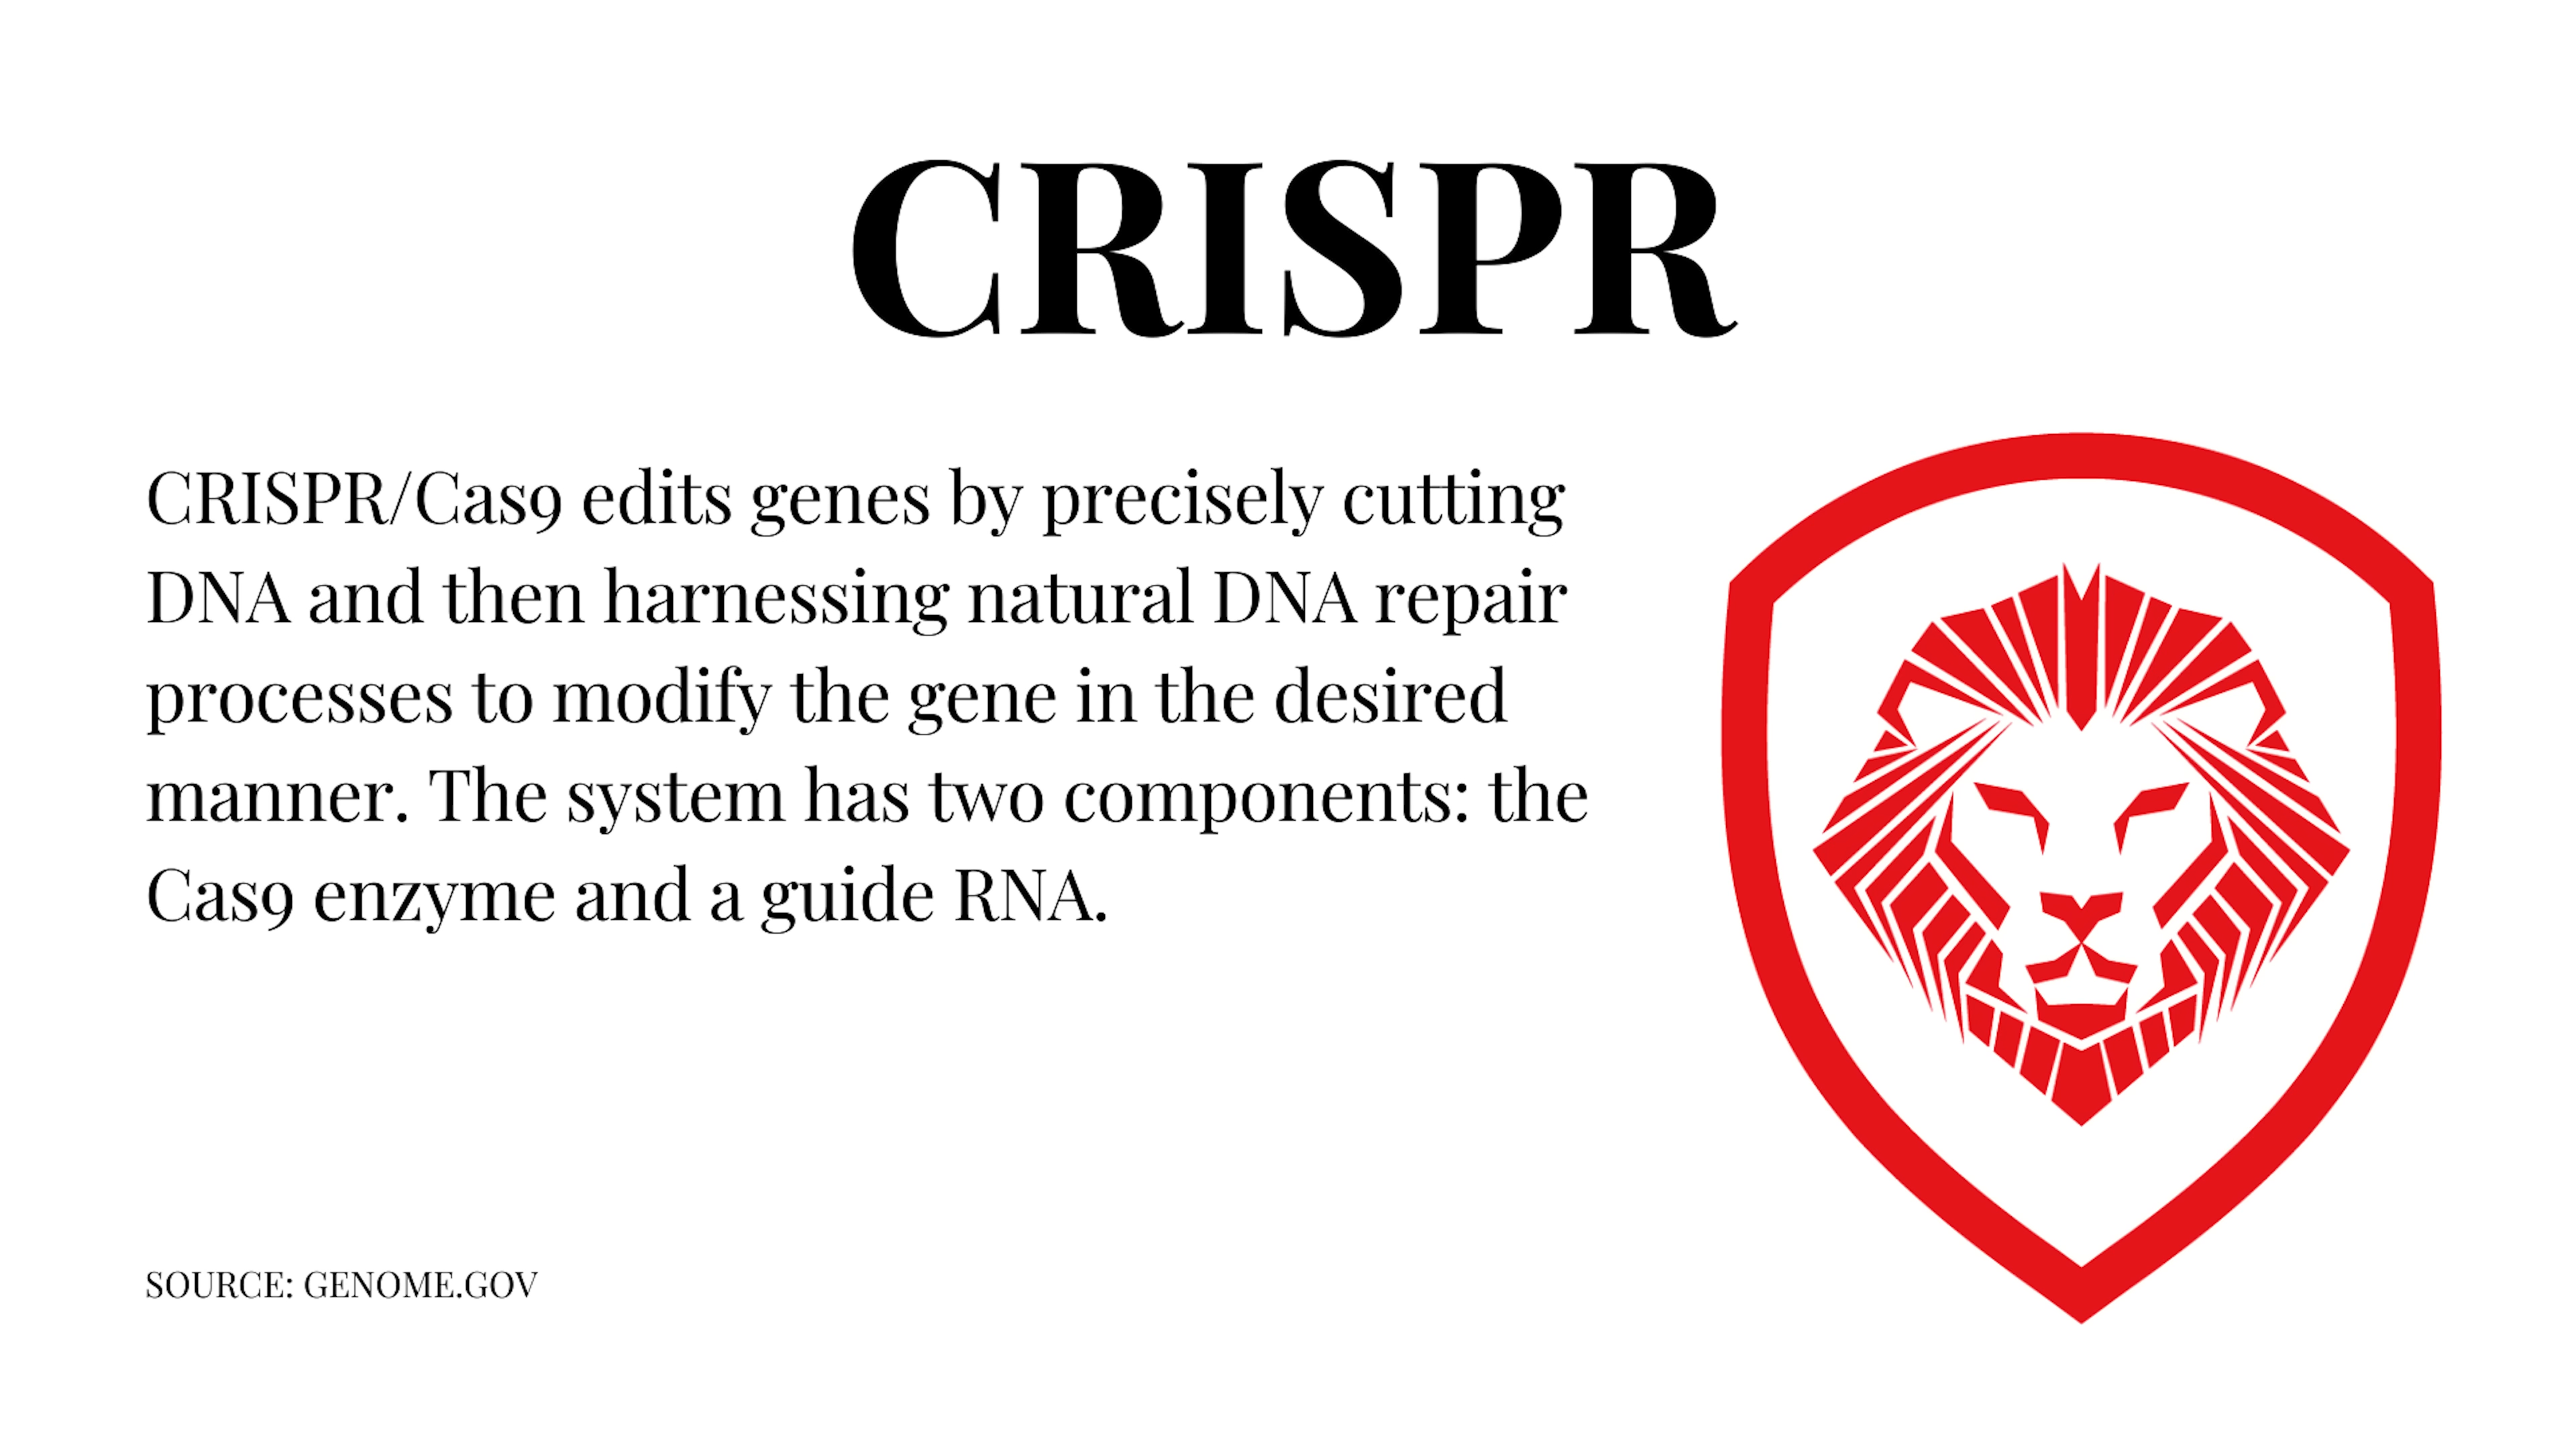 CRISPR
CRISPR/Cas9 edits genes by precisely cutting
DNA and then harnessing natural DNA repair
processes to modify the gene in the desired
manner. The system has two components: the
Cas9 enzyme and a guide RNA.
SOURCE: GENOME.GOV